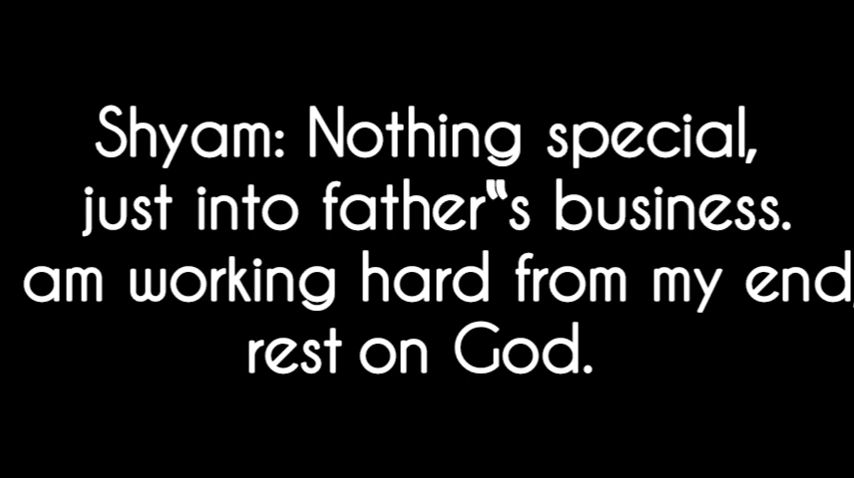 Shyam: Nothing special,
just into father‟s business.
am working hard from my end,
rest on God.